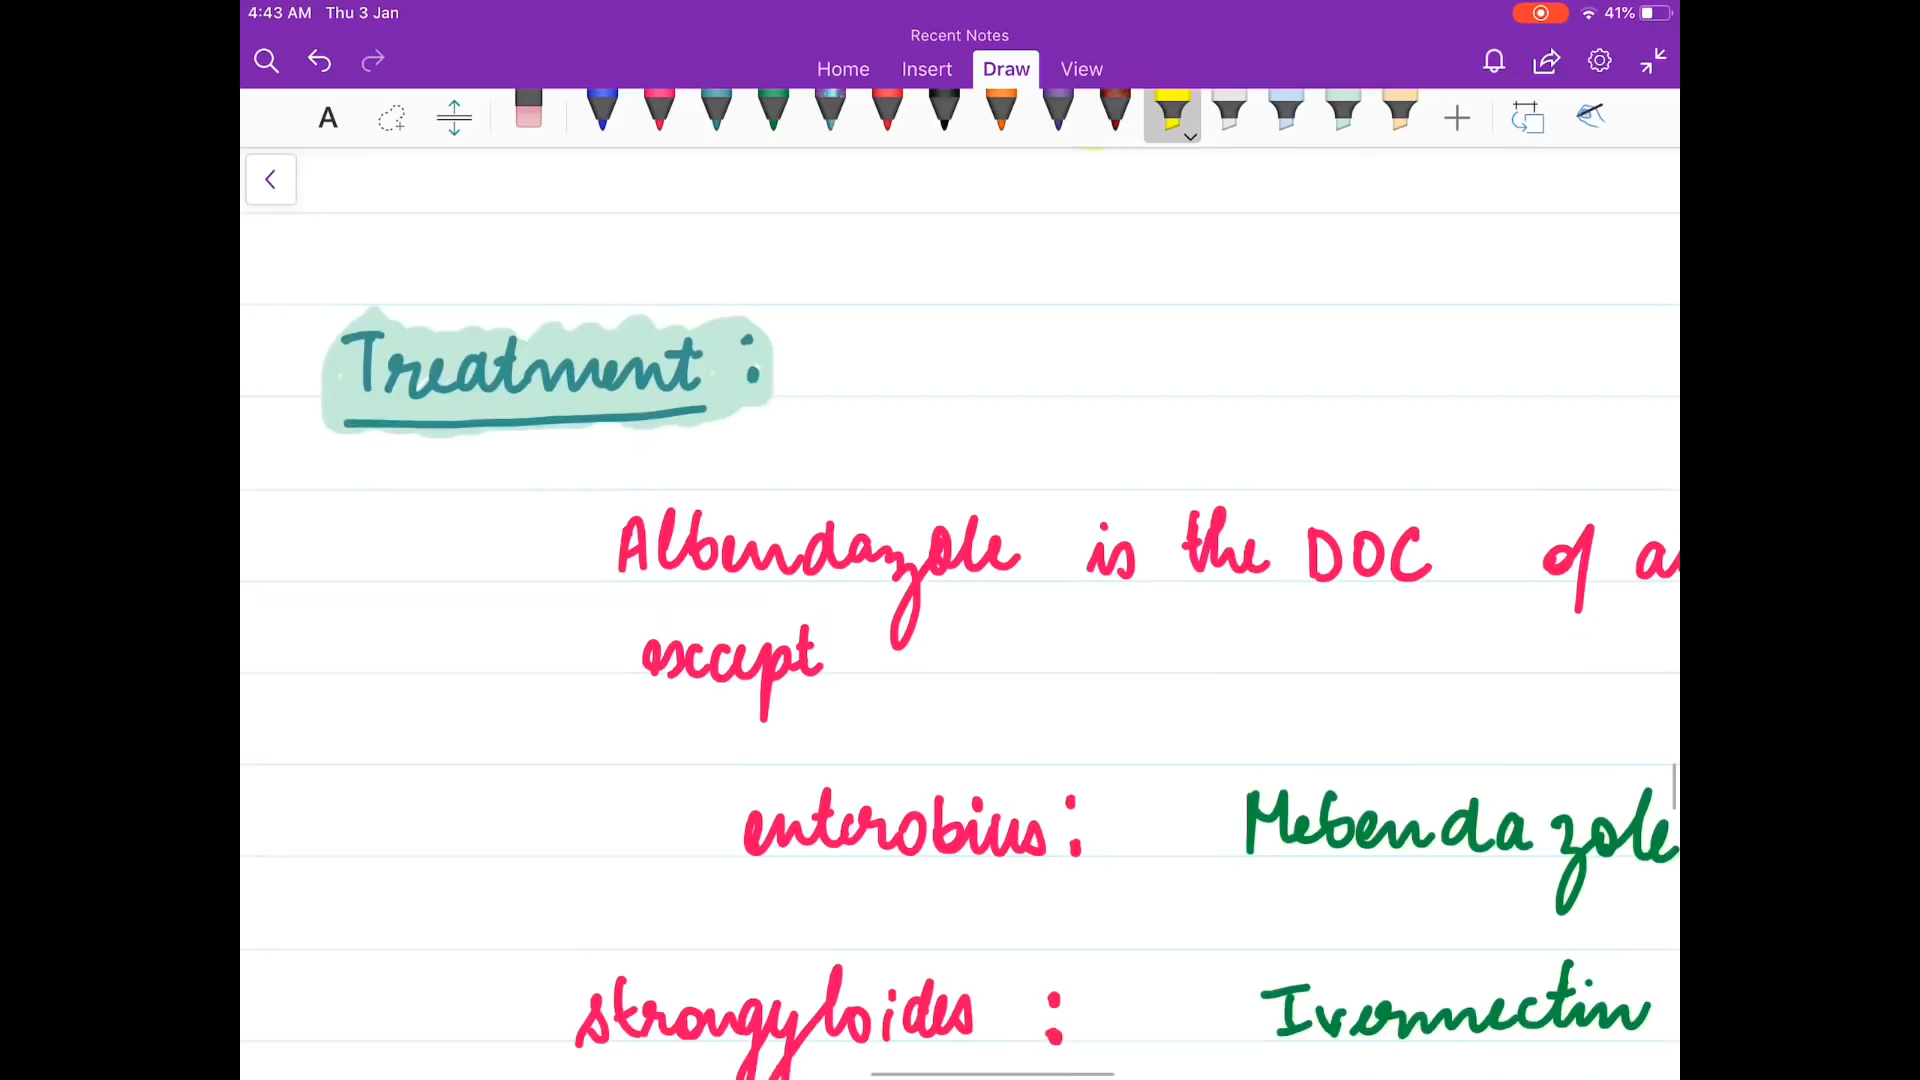 4:43 AM Thu 3 Jan
41%
Recent Notes
Home Insert Draw View
A
Treatment :
Albendazole is the DOC of
except
enterobius : Mebendazole
strongyloides : Ivermectin